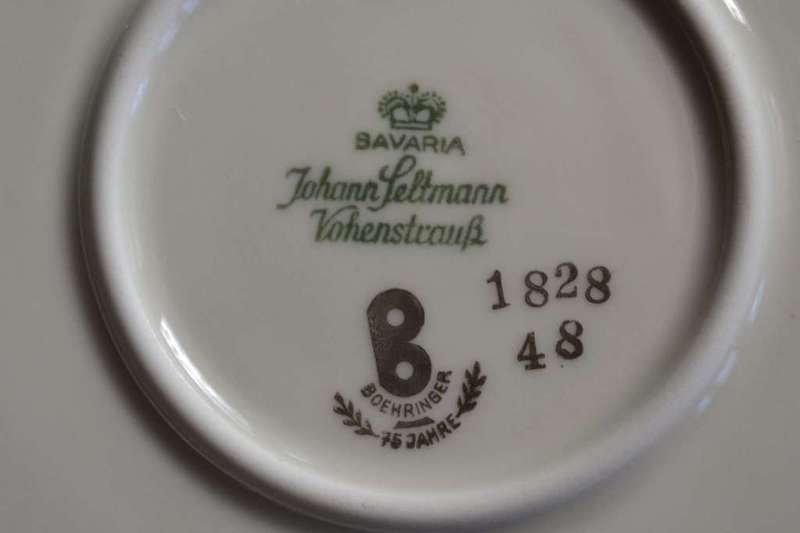 BAVARIA
Johann Seltmann
Vohenstrauß
1828
48
B
BOEHRINGER
75 JAHRE